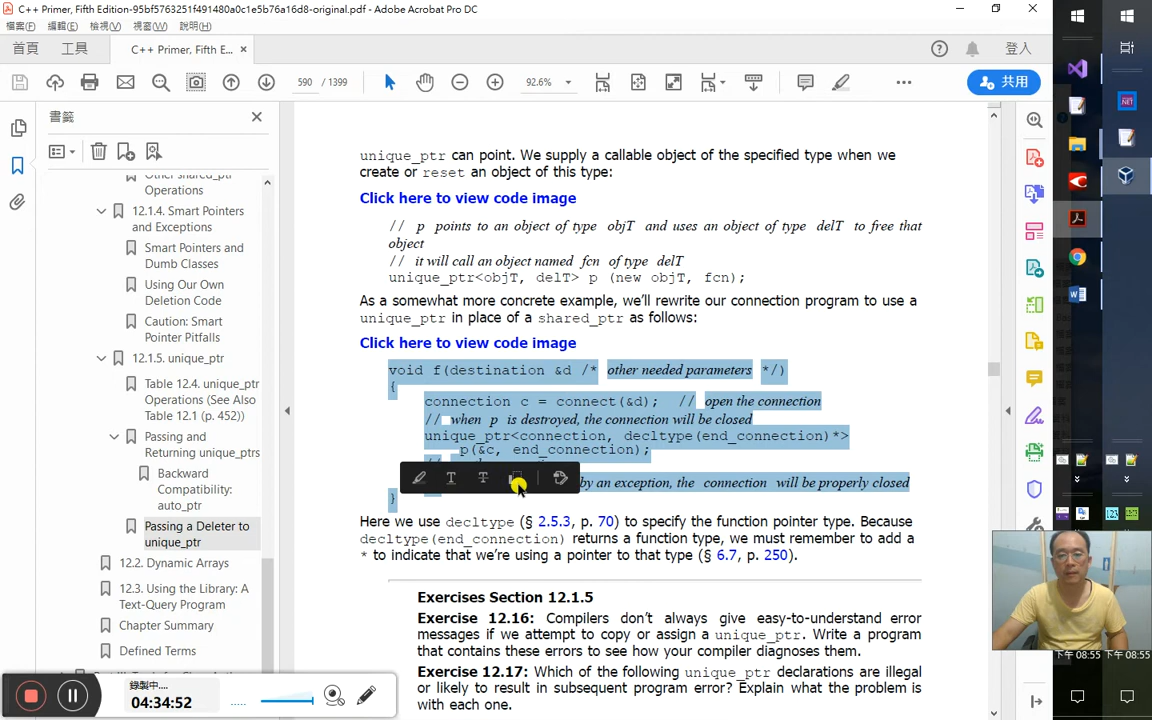 C++ Primer, Fifth Edition-95bf5763251f491480a0c1e5b76a16d8-original.pdf - Adobe Acrobat Pro DC
檔案(F) 編輯(E) 檢視(V) 視窗(W) 說明(H)
首頁 工具 C++ Primer, Fifth E... × 登入
590 / 1399 92.6% 共用
書籤
Other shared_ptr
Operations
12.1.4. Smart Pointers
and Exceptions
Smart Pointers and
Dumb Classes
Using Our Own
Deletion Code
Caution: Smart
Pointer Pitfalls
12.1.5. unique_ptr
Table 12.4. unique_ptr
Operations (See Also
Table 12.1 (p. 452))
Passing and
Returning unique_ptrs
Backward
Compatibility:
auto_ptr
Passing a Deleter to
unique_ptr
12.2. Dynamic Arrays
12.3. Using the Library: A
Text-Query Program
Chapter Summary
Defined Terms
unique_ptr can point. We supply a callable object of the specified type when we
create or reset an object of this type:
Click here to view code image
// p points to an object of type objT and uses an object of type delT to free that
object
// it will call an object named fcn of type delT
unique_ptr<objT, delT> p (new objT, fcn);
As a somewhat more concrete example, we'll rewrite our connection program to use a
unique_ptr in place of a shared_ptr as follows:
Click here to view code image
void f(destination &d /* other needed parameters */)
{
connection c = connect(&d); // open the connection
// when p is destroyed, the connection will be closed
unique_ptr<connection, decltype(end_connection)*>
p(&c, end_connection);
by an exception, the connection will be properly closed
}
Here we use decltype (§ 2.5.3, p. 70) to specify the function pointer type. Because
decltype(end_connection) returns a function type, we must remember to add a
* to indicate that we're using a pointer to that type (§ 6.7, p. 250).
Exercises Section 12.1.5
Exercise 12.16: Compilers don't always give easy-to-understand error
messages if we attempt to copy or assign a unique_ptr. Write a program
that contains these errors to see how your compiler diagnoses them.
Exercise 12.17: Which of the following unique_ptr declarations are illegal
or likely to result in subsequent program error? Explain what the problem is
with each one.
錄製中....
04:34:52
下午 08:55 下午 08:55